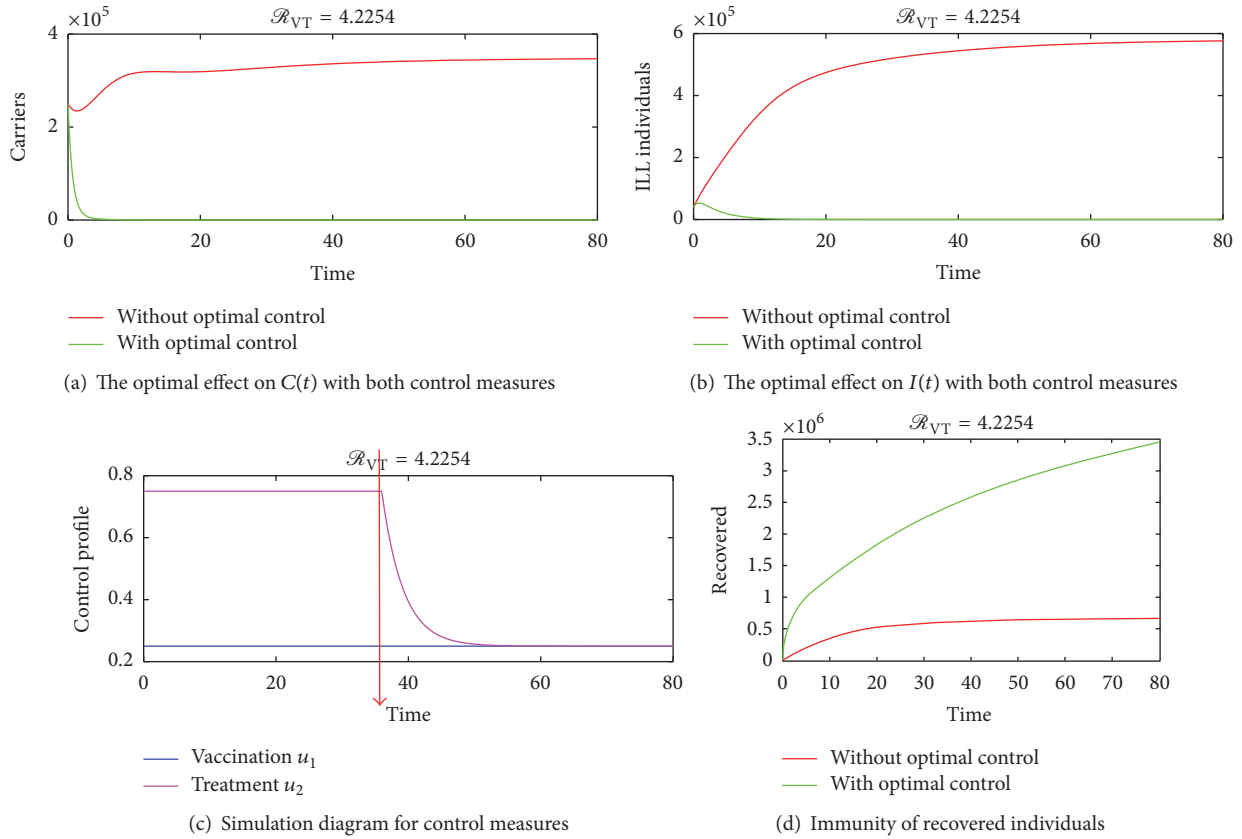 ×10⁵
ℛVT = 4.2254
4
2
0
Carriers
0
20
40
60
80
Time
Without optimal control
With optimal control
(a) The optimal effect on C(t) with both control measures
×10⁵
ℛVT = 4.2254
6
4
2
0
ILL individuals
0
20
40
60
80
Time
Without optimal control
With optimal control
(b) The optimal effect on I(t) with both control measures
ℛVT = 4.2254
0.8
0.6
0.4
0.2
Control profile
0
20
40
60
80
Time
Vaccination u₁
Treatment u₂
(c) Simulation diagram for control measures
×10⁶
ℛVT = 4.2254
3.5
3
2.5
2
1.5
1
0.5
0
Recovered
0
10
20
30
40
50
60
70
80
Time
Without optimal control
With optimal control
(d) Immunity of recovered individuals